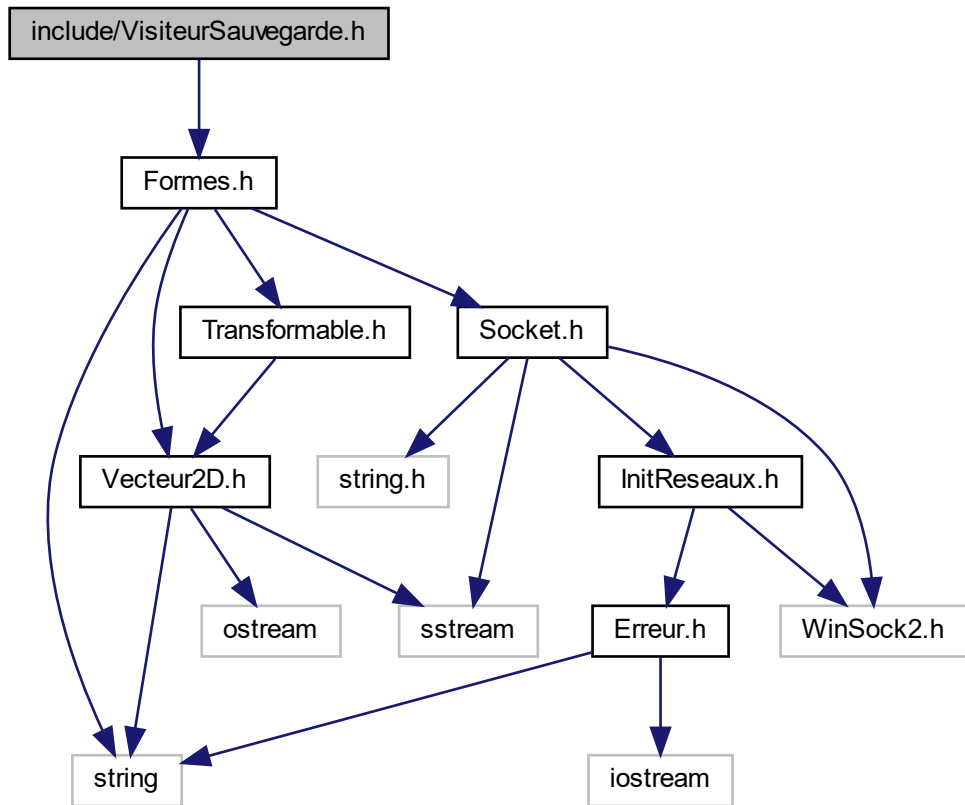 include/VisiteurSauvegarde.h
Formes.h
Transformable.h
Socket.h
Vecteur2D.h
string.h
InitReseaux.h
ostream
sstream
Erreur.h
WinSock2.h
string
iostream